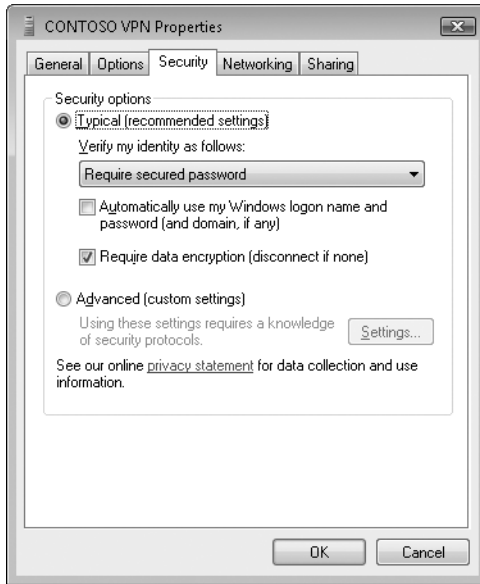 CONTOSO VPN Properties
General Options Security Networking Sharing
Security options
Typical (recommended settings)
Verify my identity as follows:
Require secured password
Automatically use my Windows logon name and
password (and domain, if any)
Require data encryption (disconnect if none)
Advanced (custom settings)
Using these settings requires a knowledge
of security protocols.
Settings...
See our online privacy statement for data collection and use
information.
OK Cancel